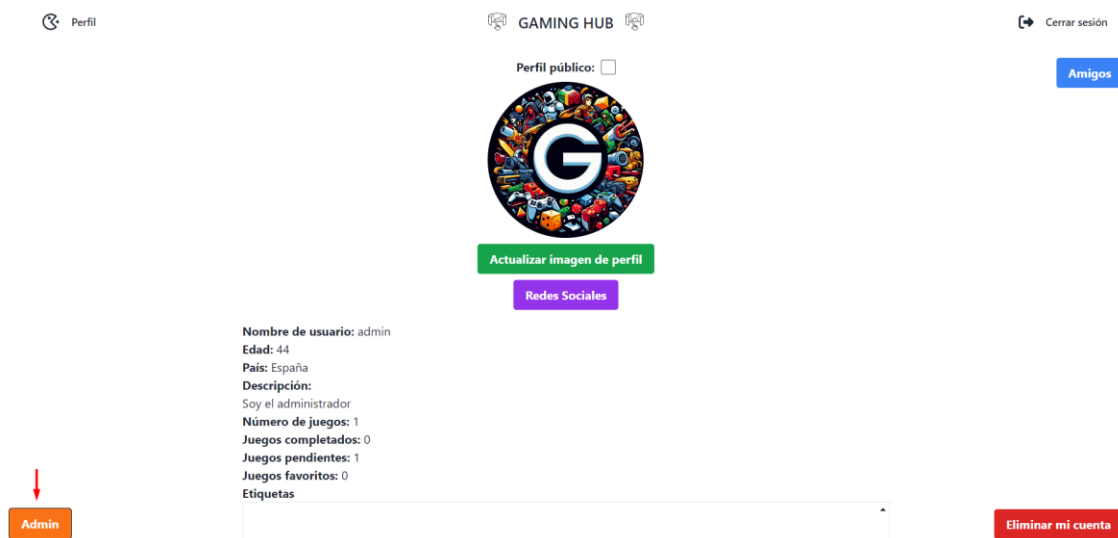 Perfil
GAMING HUB
Cerrar sesión
Perfil público:
Amigos
G
Actualizar imagen de perfil
Redes Sociales
Nombre de usuario: admin
Edad: 44
País: España
Descripción:
Soy el administrador
Número de juegos: 1
Juegos completados: 0
Juegos pendientes: 1
Juegos favoritos: 0
Etiquetas
Admin
Eliminar mi cuenta